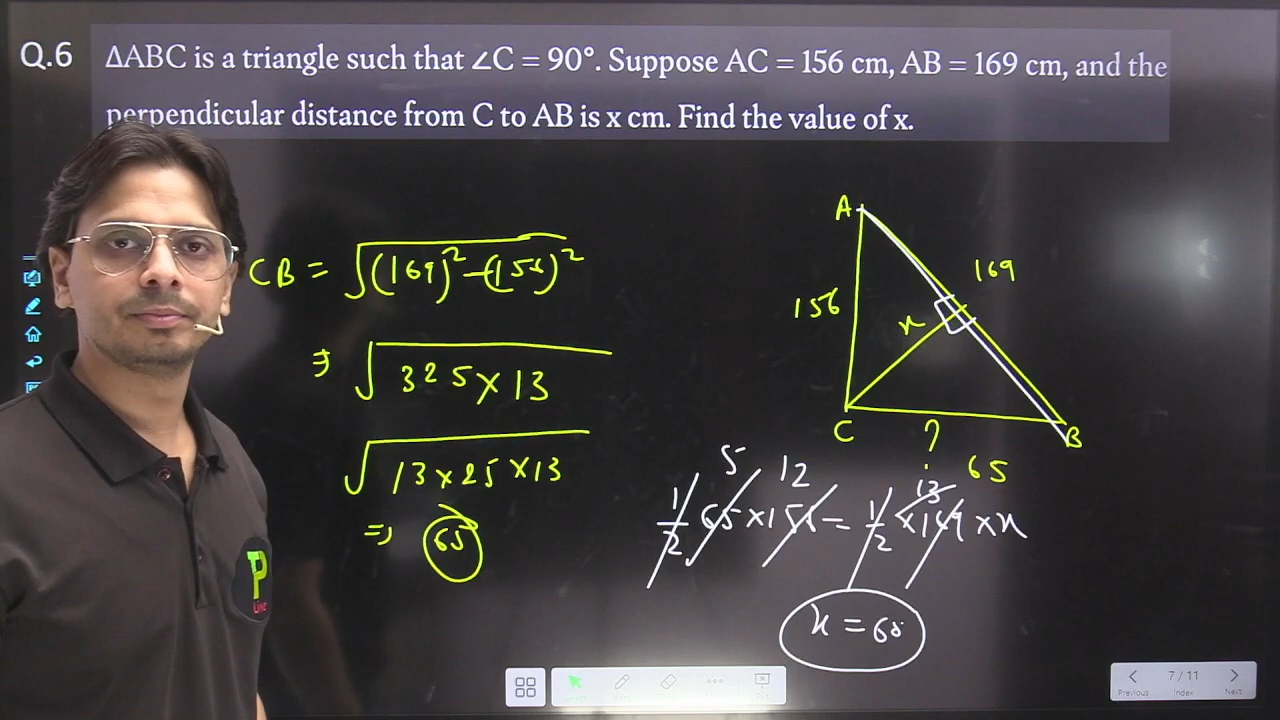 Q.6 ΔABC is a triangle such that ∠C = 90°. Suppose AC = 156 cm, AB = 169 cm, and the
perpendicular distance from C to AB is x cm. Find the value of x.
CB = √(169)² - (156)²
⇒ √325 × 13
√13 × 25 × 13
⇒ 65
A
169
156
x
C
?
B
65
5 12 13
1/2 65 × 156 = 1/2 × 169 × x
x = 60
P
Live
7 / 11
Previous Index Next